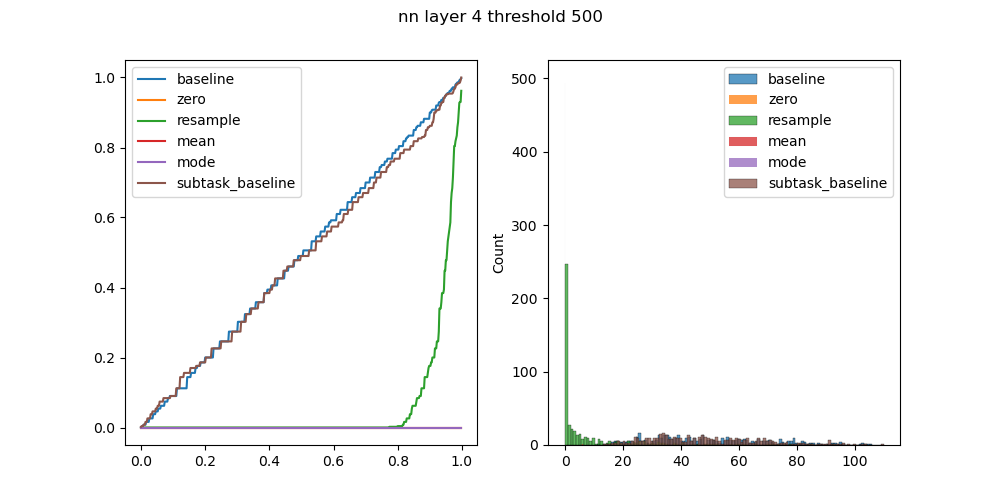 nn layer 4 threshold 500
1.0
0.8
0.6
0.4
0.2
0.0
0.0 0.2 0.4 0.6 0.8 1.0
baseline
zero
resample
mean
mode
subtask_baseline
Count
500
400
300
200
100
0
0 20 40 60 80 100
baseline
zero
resample
mean
mode
subtask_baseline